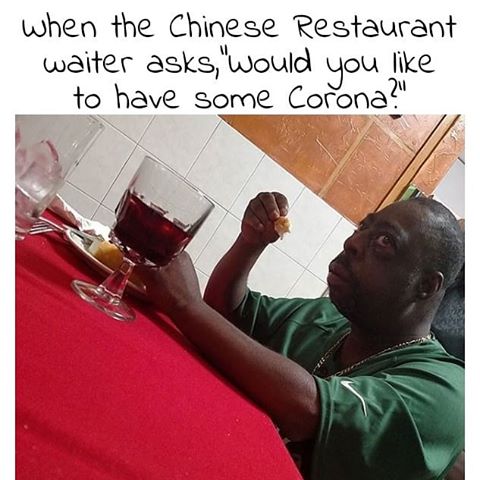 when the Chinese Restaurant
waiter asks,"would you like
to have some Corona?"